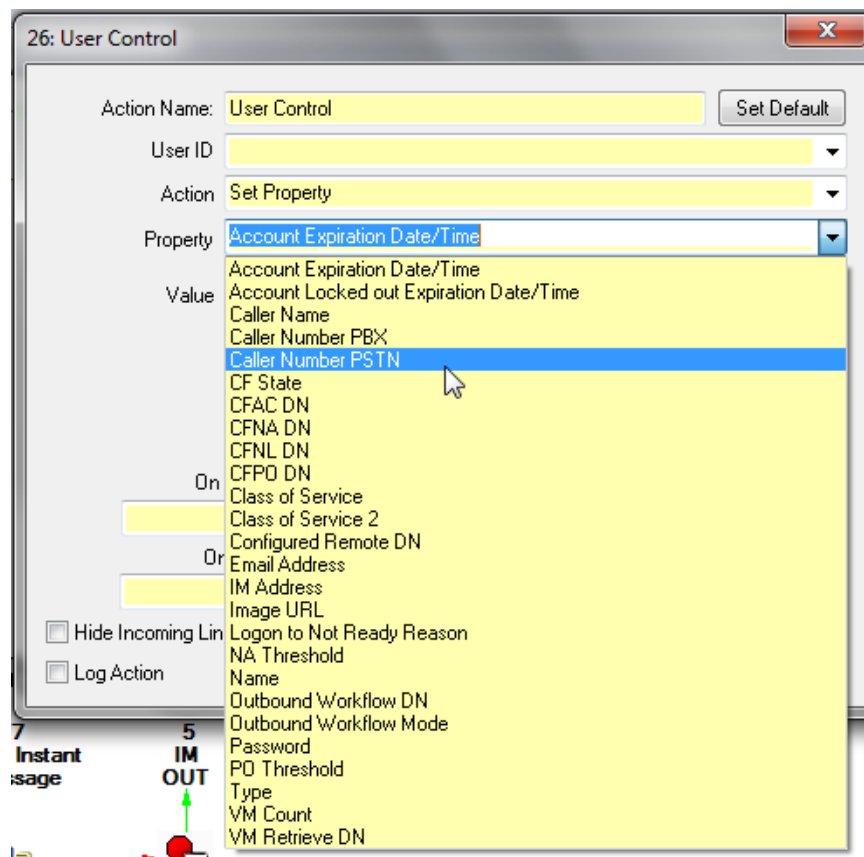 26: User Control
Action Name: User Control Set Default
User ID
Action Set Property
Property Account Expiration Date/Time
Value
Account Expiration Date/Time
Account Locked out Expiration Date/Time
Caller Name
Caller Number PBX
Caller Number PSTN
CF State
CFAC DN
CFNA DN
CFNL DN
CFPO DN
On
Class of Service
Class of Service 2
Configured Remote DN
Or
Email Address
IM Address
Image URL
Hide Incoming Lin
Logon to Not Ready Reason
NA Threshold
Log Action
Name
Outbound Workflow DN
Outbound Workflow Mode
Password
PO Threshold
Type
VM Count
VM Retrieve DN
7
Instant
ssage
5
IM
OUT